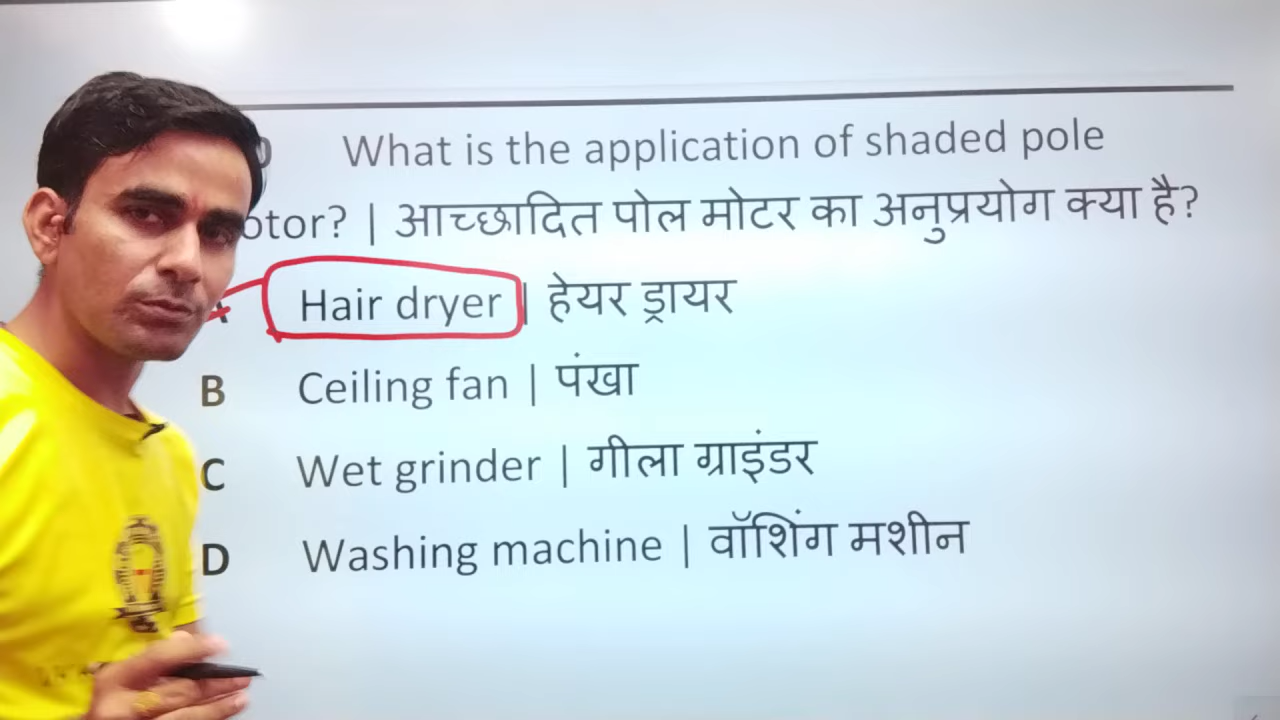 What is the application of shaded pole
otor? | आच्छादित पोल मोटर का अनुप्रयोग क्या है?
Hair dryer | हेयर ड्रायर
B Ceiling fan | पंखा
C Wet grinder | गीला ग्राइंडर
D Washing machine | वॉशिंग मशीन